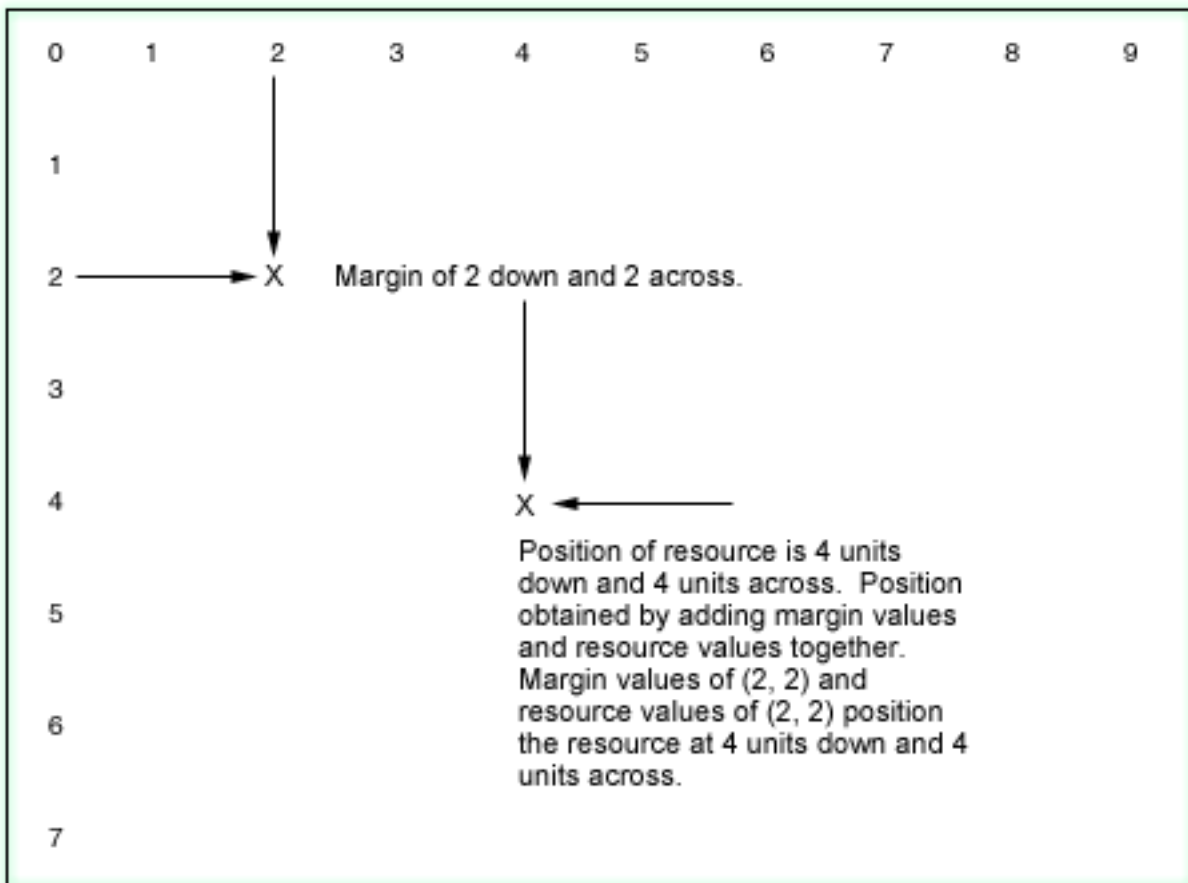 0 1 2 3 4 5 6 7 8 9
1
2 X Margin of 2 down and 2 across.
3
4 X
Position of resource is 4 units
down and 4 units across. Position
5 obtained by adding margin values
and resource values together.
Margin values of (2, 2) and
6 resource values of (2, 2) position
the resource at 4 units down and 4
units across.
7